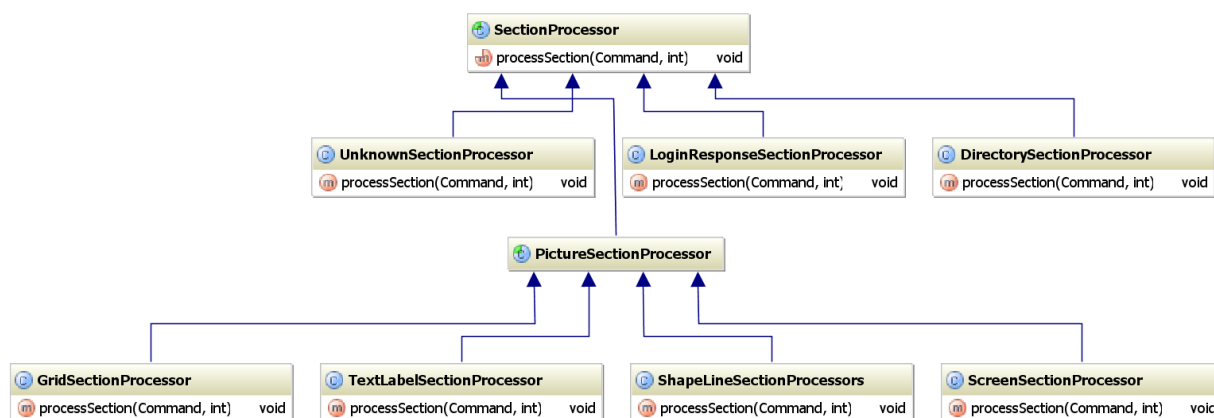 SectionProcessor
processSection(Command, int) void
UnknownSectionProcessor
processSection(Command, int) void
LoginResponseSectionProcessor
processSection(Command, int) void
DirectorySectionProcessor
processSection(Command, int) void
PictureSectionProcessor
GridSectionProcessor
processSection(Command, int) void
TextLabelSectionProcessor
processSection(Command, int) void
ShapeLineSectionProcessors
processSection(Command, int) void
ScreenSectionProcessor
processSection(Command, int) void